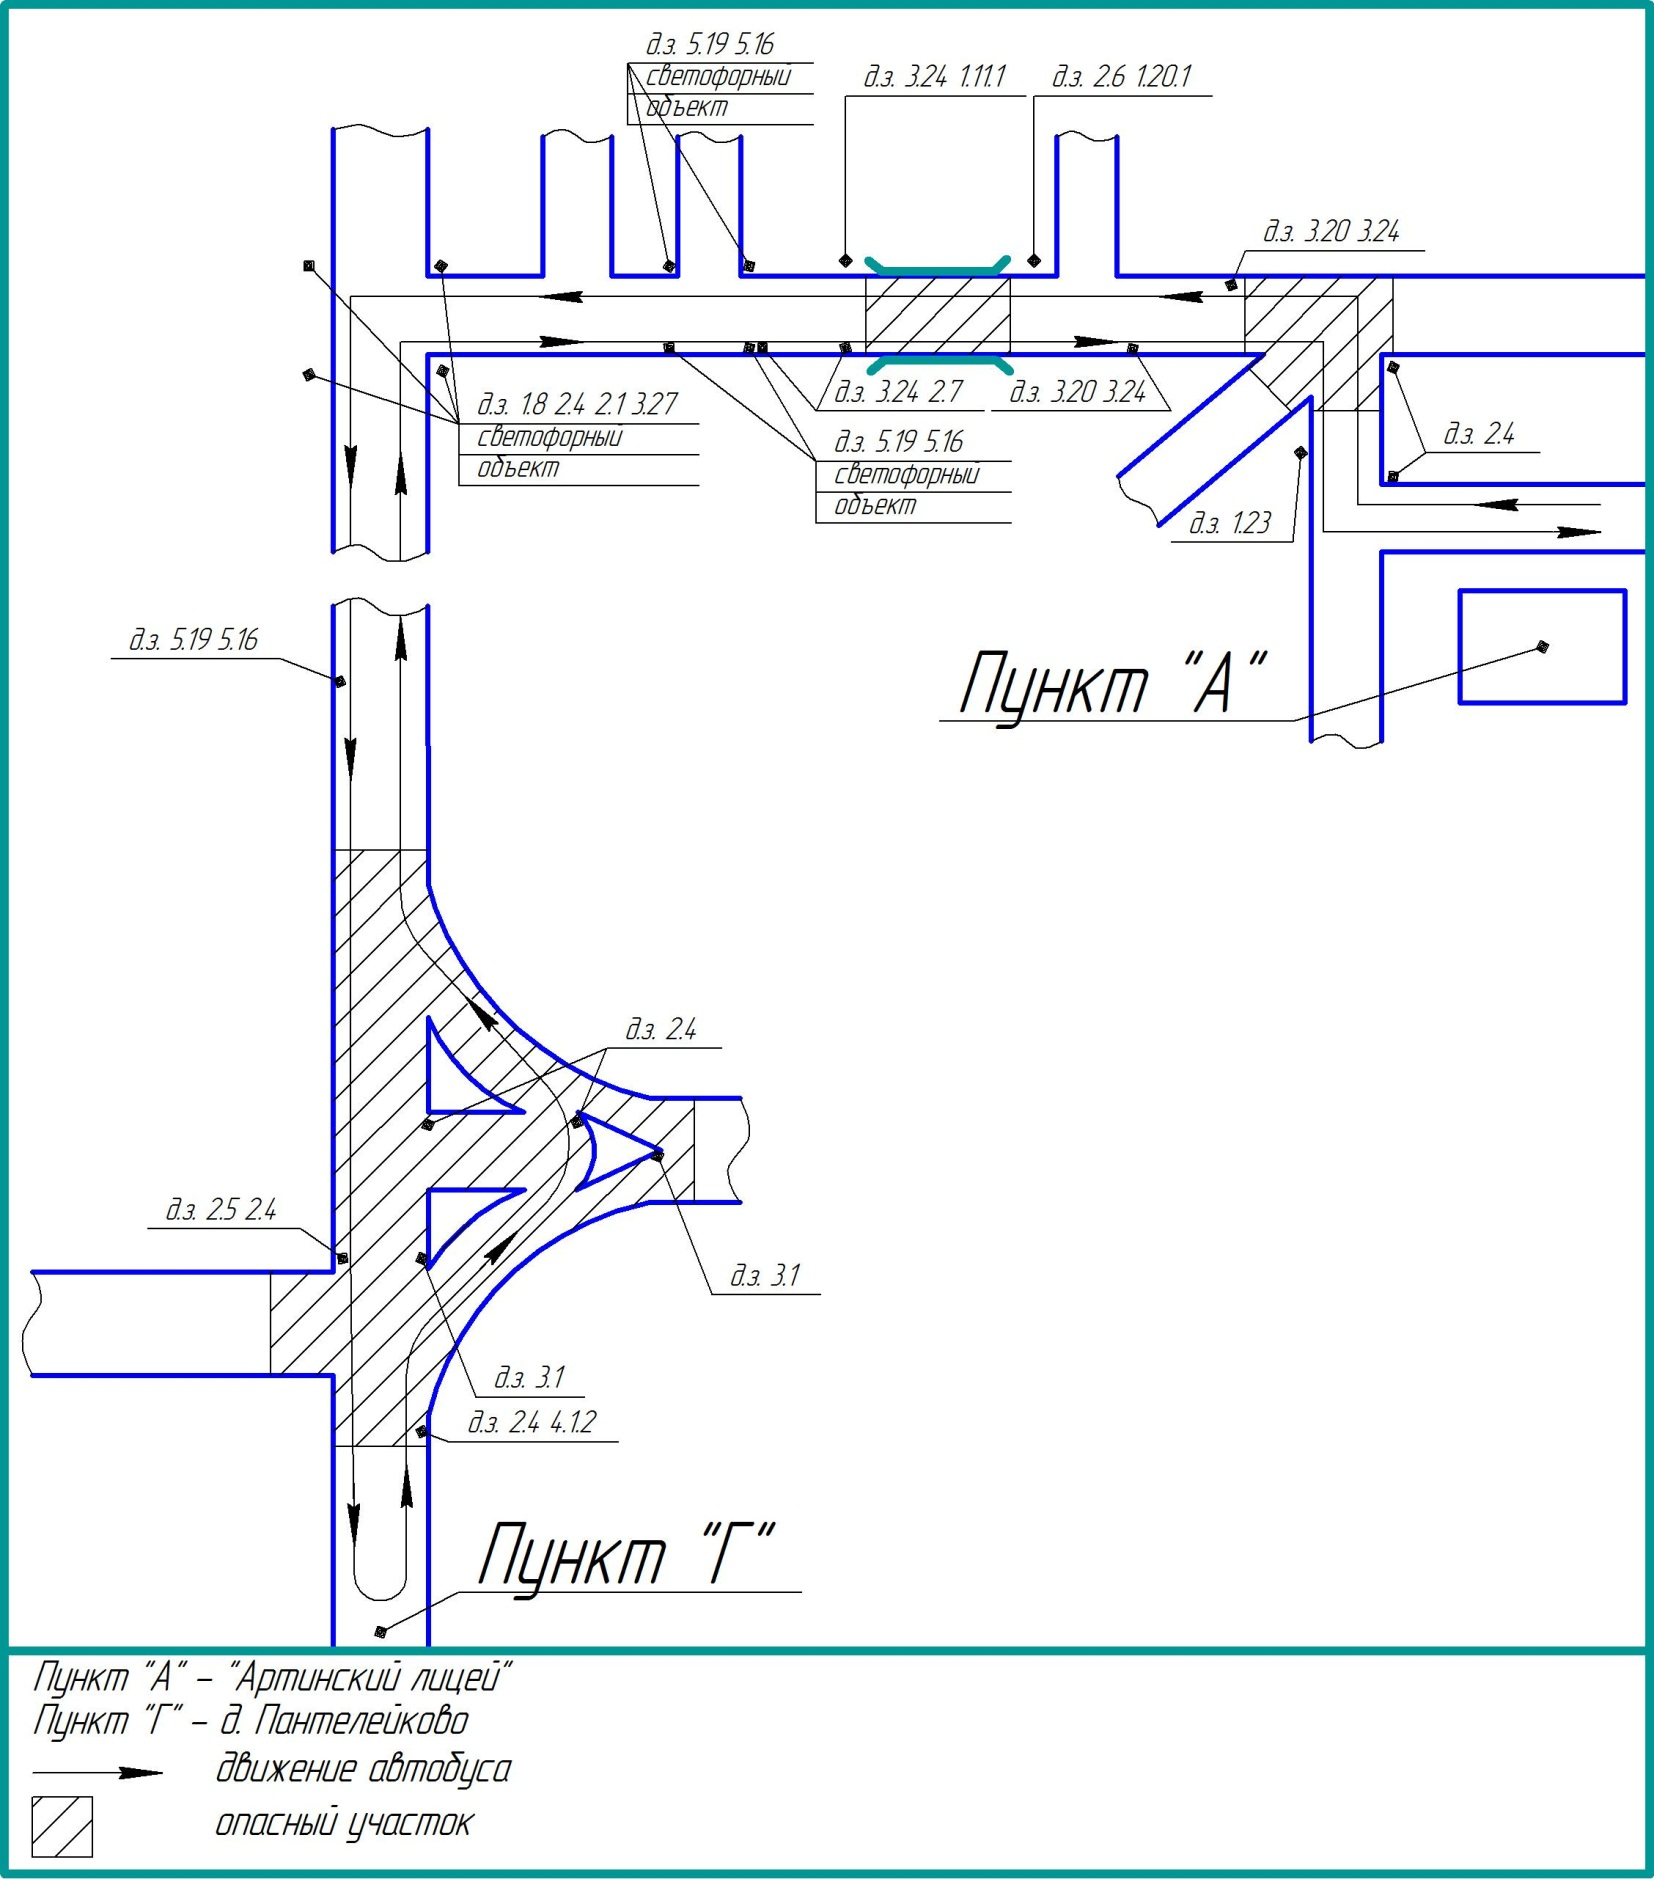 д.з. 5.19 5.16
светофорный
объект
д.з. 3.24 1.11.1
д.з. 2.6 1.20.1
д.з. 3.20 3.24
д.з. 1.8 2.4 2.1 3.27
светофорный
объект
д.з. 3.24 2.7
д.з. 3.20 3.24
д.з. 5.19 5.16
светофорный
объект
д.з. 2.4
д.з. 1.23
д.з. 5.19 5.16
Пункт "А"
д.з. 2.4
д.з. 2.5 2.4
д.з. 3.1
д.з. 3.1
д.з. 2.4 4.1.2
Пункт "Г"
Пункт "А" – "Артинский лицей"
Пункт "Г" – д. Пантелейково
движение автобуса
опасный участок